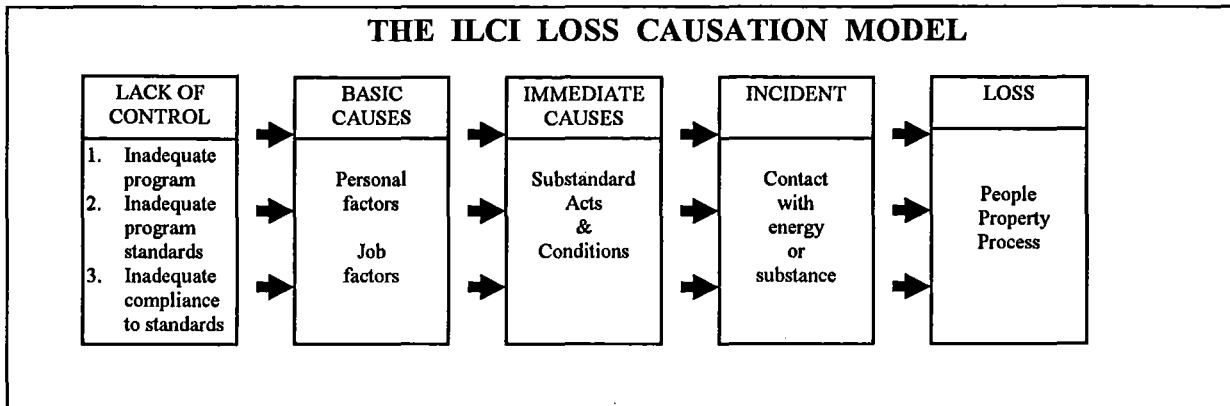 THE ILCI LOSS CAUSATION MODEL
LACK OF
CONTROL
1. Inadequate
program
2. Inadequate
program
standards
3. Inadequate
compliance
to standards
BASIC
CAUSES
Personal
factors
Job
factors
IMMEDIATE
CAUSES
Substandard
Acts
&
Conditions
INCIDENT
Contact
with
energy
or
substance
LOSS
People
Property
Process